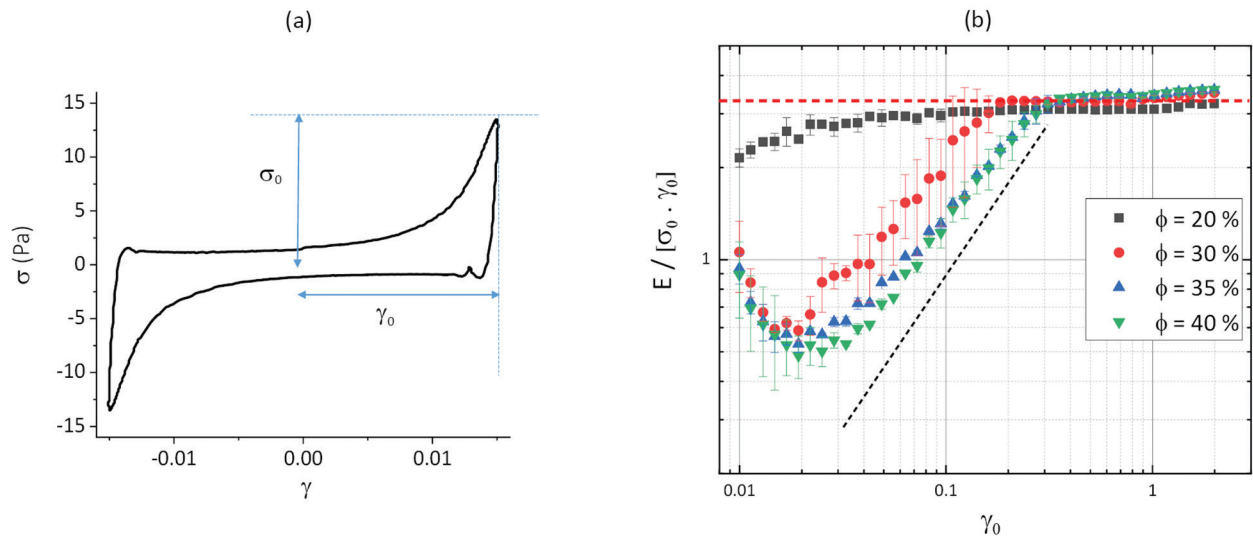 (a)
15
10
5
0
-5
-10
-15
σ (Pa)
σ₀
γ₀
-0.01
0.00
0.01
γ
(b)
E / [σ₀ · γ₀]
1
ϕ = 20 %
ϕ = 30 %
ϕ = 35 %
ϕ = 40 %
0.01
0.1
1
γ₀